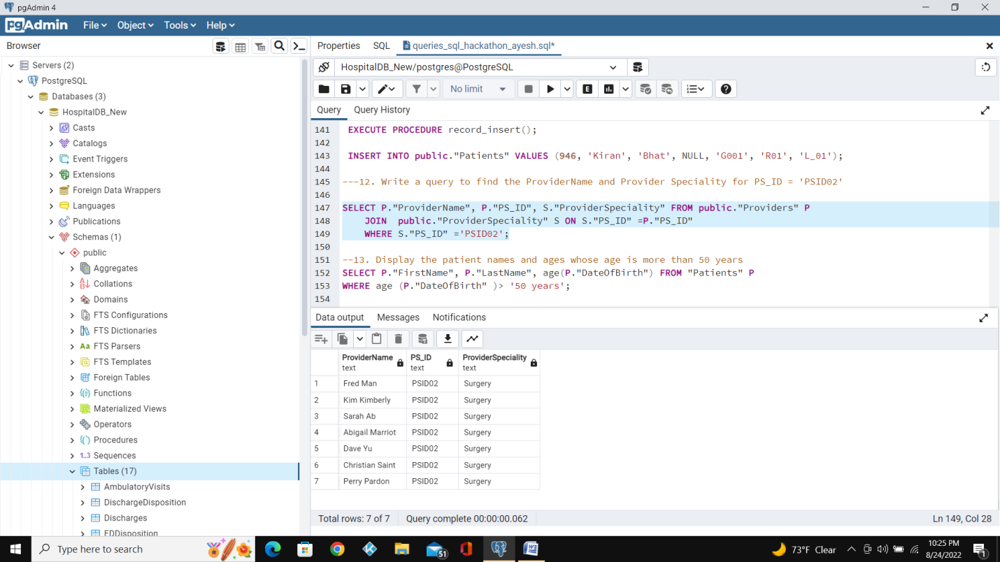 pgAdmin 4
pgAdmin File Object Tools Help
Browser
Properties SQL queries_sql_hackathon_ayesh.sql*
Servers (2)
PostgreSQL
Databases (3)
HospitalDB_New
Casts
Catalogs
Event Triggers
Extensions
Foreign Data Wrappers
Languages
Publications
Schemas (1)
public
Aggregates
Collations
Domains
FTS Configurations
FTS Dictionaries
Aa FTS Parsers
FTS Templates
Foreign Tables
Functions
Materialized Views
Operators
Procedures
1..3 Sequences
Tables (17)
AmbulatoryVisits
DischargeDisposition
Discharges
EDDisposition
HospitalDB_New/postgres@PostgreSQL
No limit
E
Query Query History
141 EXECUTE PROCEDURE record_insert();
142
143 INSERT INTO public."Patients" VALUES (946, 'Kiran', 'Bhat', NULL, 'G001', 'R01', 'L_01');
144
145 ---12. Write a query to find the ProviderName and Provider Speciality for PS_ID = 'PSID02'
146
147 SELECT P."ProviderName", P."PS_ID", S."ProviderSpeciality" FROM public."Providers" P
148 JOIN public."ProviderSpeciality" S ON S."PS_ID" =P."PS_ID"
149 WHERE S."PS_ID" ='PSID02';
150
151 --13. Display the patient names and ages whose age is more than 50 years
152 SELECT P."FirstName", P."LastName", age(P."DateOfBirth") FROM "Patients" P
153 WHERE age (P."DateOfBirth" )> '50 years';
154
Data output Messages Notifications
ProviderName PS_ID ProviderSpeciality
text text text
1 Fred Man PSID02 Surgery
2 Kim Kimberly PSID02 Surgery
3 Sarah Ab PSID02 Surgery
4 Abigail Marriot PSID02 Surgery
5 Dave Yu PSID02 Surgery
6 Christian Saint PSID02 Surgery
7 Perry Pardon PSID02 Surgery
Total rows: 7 of 7 Query complete 00:00:00.062 Ln 149, Col 28
Type here to search 51 73°F Clear 10:25 PM
8/24/2022 1